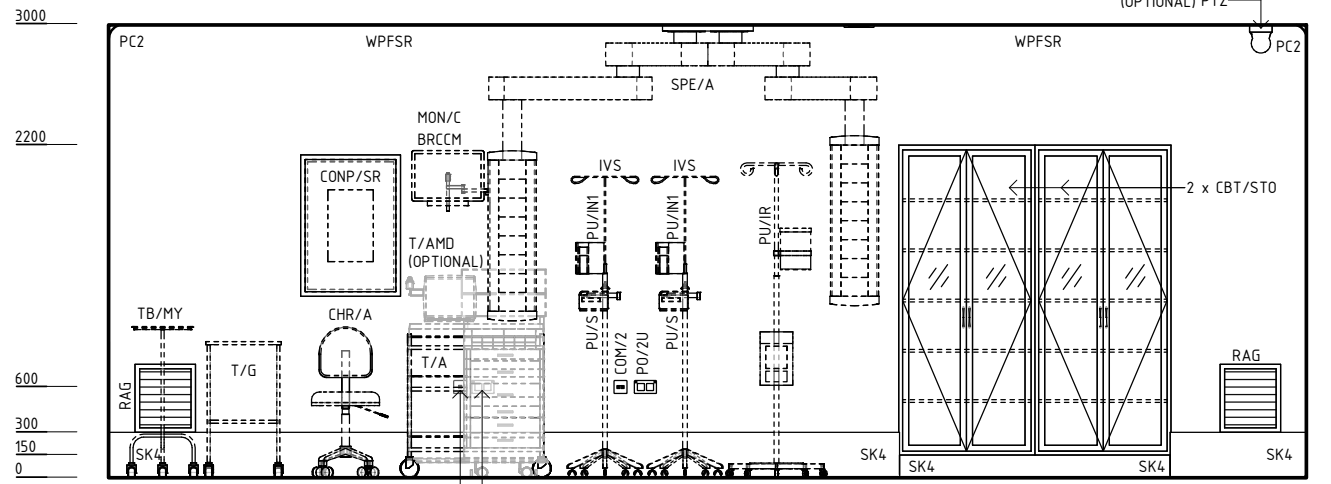 (OPTIONAL) PTZ
3000
PC2
WPFSR
WPFSR
PC2
SPE/A
MON/C
BRCCM
2200
CONP/SR
IVS
IVS
2 x CBT/STO
PU/IN1
PU/IN1
PU/IR
T/AMD
(OPTIONAL)
TB/MY
CHR/A
PU/S
PU/S
COM/2
PO/2U
RAG
T/G
T/A
RAG
600
300
150
0
SK4
SK4
SK4
SK4
SK4